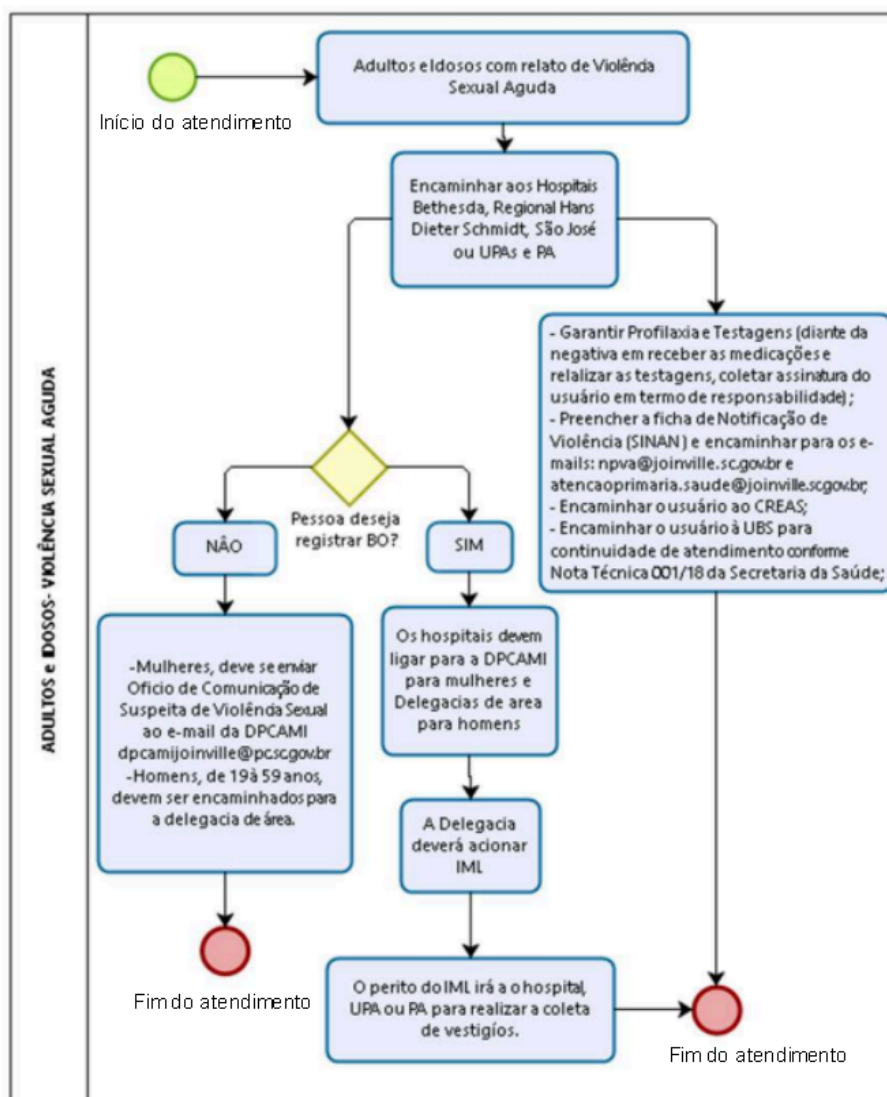 ADULTOS e IDOSOS- VIOLÊNCIA SEXUAL AGUDA
Início do atendimento
Adultos e Idosos com relato de Violência
Sexual Aguda
Encaminhar aos Hospitais
Bethesda, Regional Hans
Dieter Schmidt, São José
ou UPAs e PA
- Garantir Profilaxia e Testagens (diante da
negativa em receber as medicações e
relalizar as testagens, coletar assinatura do
usuário em termo de responsabilidade);
- Preencher a ficha de Notificação de
Violência (SINAN) e encaminhar para os e-
mails: npva@joinville.sc.gov.br e
atencaoprimaria.saude@joinville.sc.gov.br;
- Encaminhar o usuário ao CREAS;
- Encaminhar o usuário à UBS para
continuidade de atendimento conforme
Nota Técnica 001/18 da Secretaria da Saúde;
Pessoa deseja
registrar BO?
NÂO
SIM
-Mulheres, deve se enviar
Oficio de Comunicação de
Suspeita de Violência Sexual
ao e-mail da DPCAMI
dpcamijoinville@pc.sc.gov.br
-Homens, de 19à 59 anos,
devem ser encaminhados para
a delegacia de área.
Os hospitais devem
ligar para a DPCAMI
para mulheres e
Delegacias de area
para homens
A Delegacia
deverá acionar
IML
O perito do IML irá a o hospital,
UPA ou PA para realizar a coleta
de vestigíos.
Fim do atendimento
Fim do atendimento